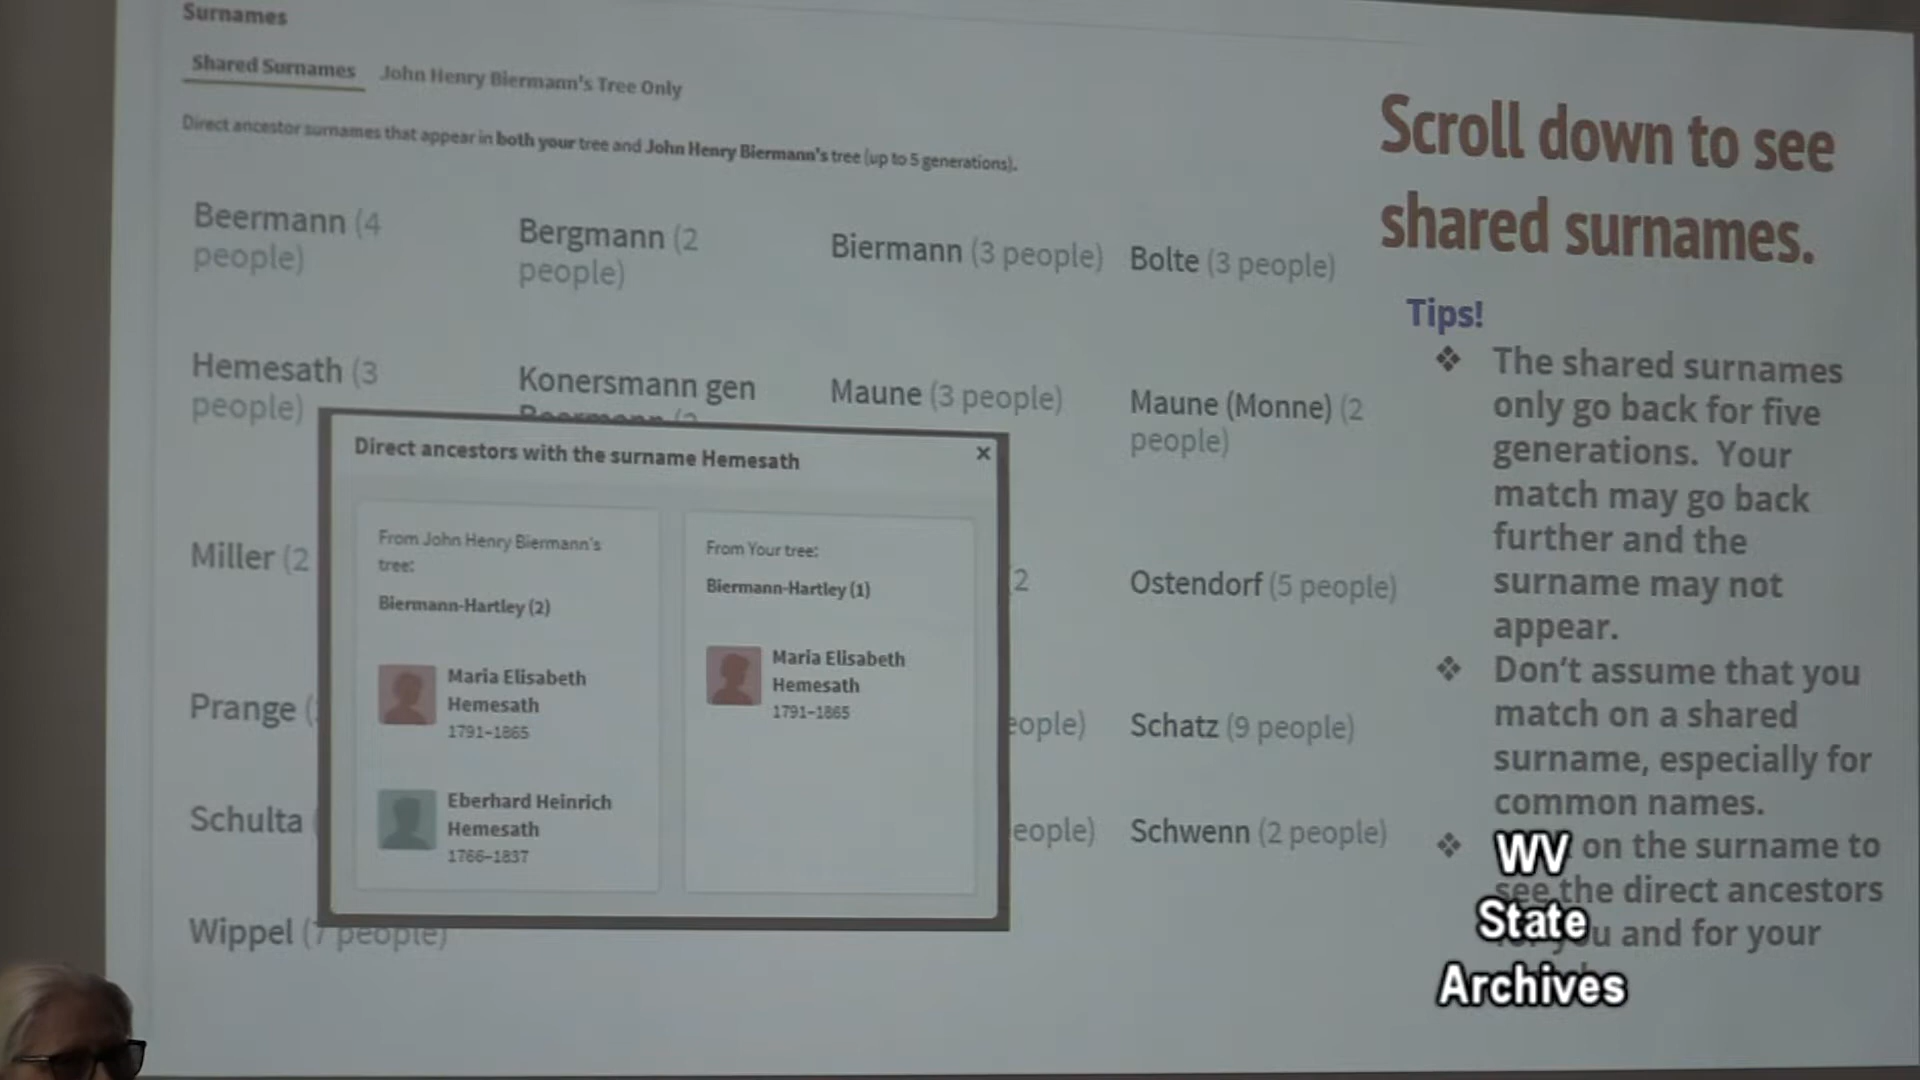 Surnames
Shared Surnames John Henry Biermann's Tree Only
Direct ancestor surnames that appear in both your tree and John Henry Biermann's tree (up to 5 generations).
Beermann (4
people)
Bergmann (2
people)
Biermann (3 people)
Bolte (3 people)
Hemesath (3
people)
Konersmann gen
Beermann (2
Maune (3 people)
Maune (Monne) (2
people)
Miller (2
(2
Ostendorf (5 people)
Prange (
eople)
Schatz (9 people)
Schulta (
eople)
Schwenn (2 people)
Wippel (7 people)
Direct ancestors with the surname Hemesath ×
From John Henry Biermann's
tree:
Biermann-Hartley (2)
Maria Elisabeth
Hemesath
1791–1865
Eberhard Heinrich
Hemesath
1766–1837
From Your tree:
Biermann-Hartley (1)
Maria Elisabeth
Hemesath
1791–1865
Scroll down to see
shared surnames.
Tips!
❖ The shared surnames
only go back for five
generations. Your
match may go back
further and the
surname may not
appear.
❖ Don't assume that you
match on a shared
surname, especially for
common names.
❖ on the surname to
see the direct ancestors
you and for your
WV
State
Archives